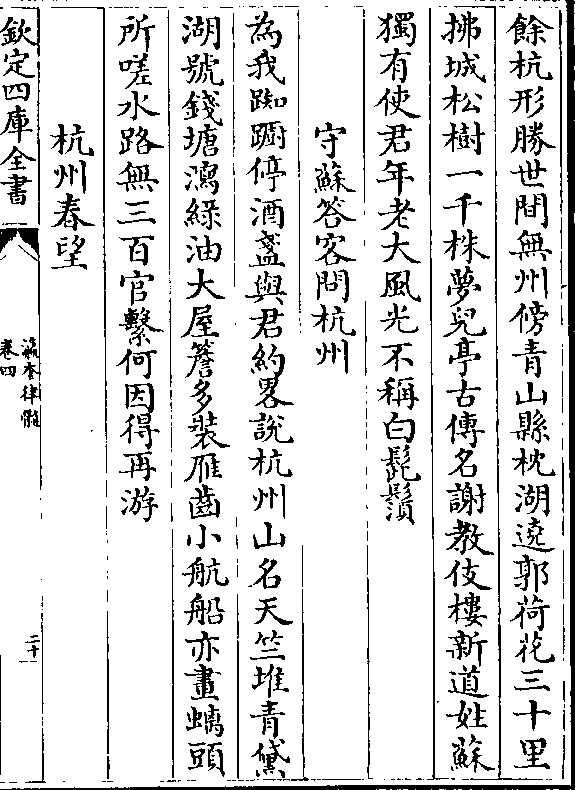 餘杭形勝世間無州傍青山縣枕湖遶郭荷花三十里
拂城松樹一千株夢兒亭古傳名謝教伎樓新道姓蘇
獨有使君年老大風光不稱白髭鬚
守蘇答客問杭州
為我踟躕停酒盞與君約畧說杭州山名天竺堆青黛
湖號錢塘瀉綠油大屋簷多裝雁齒小航船亦畫螭頭
所嗟水路無三百官繫何因得再游
杭州春望
欽定四庫全書
瀛奎律髓
卷四
二十